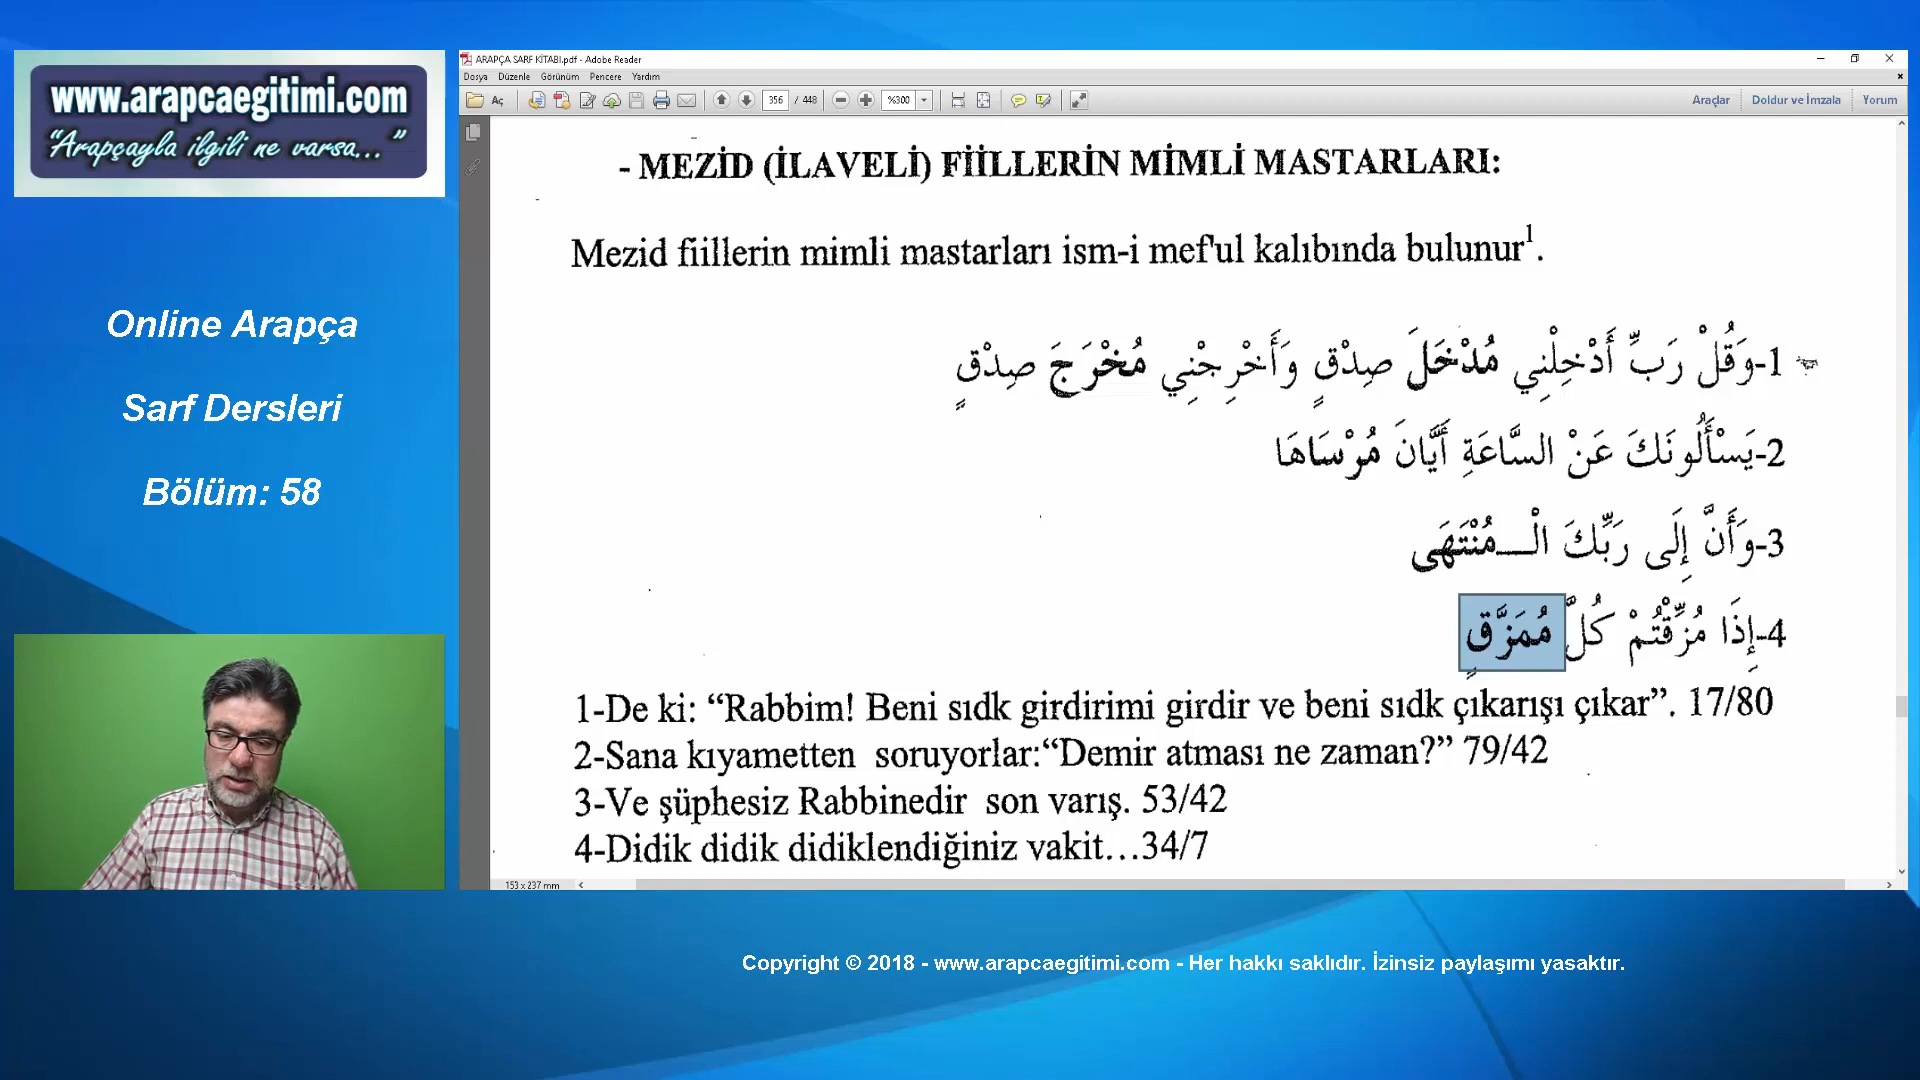 www.arapcaegitimi.com
“Arapçayla ilgili ne varsa...”
Online Arapça
Sarf Dersleri
Bölüm: 58
ARAPÇA SARF KİTABI.pdf - Adobe Reader
Dosya Düzenle Görünüm Pencere Yardım
Aç 356 / 448 %300 Araçlar Doldur ve İmzala Yorum
- MEZİD (İLAVELİ) FİİLLERİN MİMLİ MASTARLARI:
Mezid fiillerin mimli mastarları ism-i mef'ul kalıbında bulunur1.
1-وَقُلْ رَبِّ أَدْخِلْنِي مُدْخَلَ صِدْقٍ وَأَخْرِجْنِي مُخْرَجَ صِدْقٍ
2-يَسْأَلُونَكَ عَنْ السَّاعَةِ أَيَّانَ مُرْسَاهَا
3-وَأَنَّ إِلَى رَبِّكَ الْـــمُنْتَهَى
4-إِذَا مُزِّقْتُمْ كُلَّ مُمَزَّقٍ
1-De ki: “Rabbim! Beni sıdk girdirimi girdir ve beni sıdk çıkarışı çıkar”. 17/80
2-Sana kıyametten soruyorlar:“Demir atması ne zaman?” 79/42
3-Ve şüphesiz Rabbinedir son varış. 53/42
4-Didik didik didiklendiğiniz vakit…34/7
153 x 237 mm
Copyright © 2018 - www.arapcaegitimi.com - Her hakkı saklıdır. İzinsiz paylaşımı yasaktır.